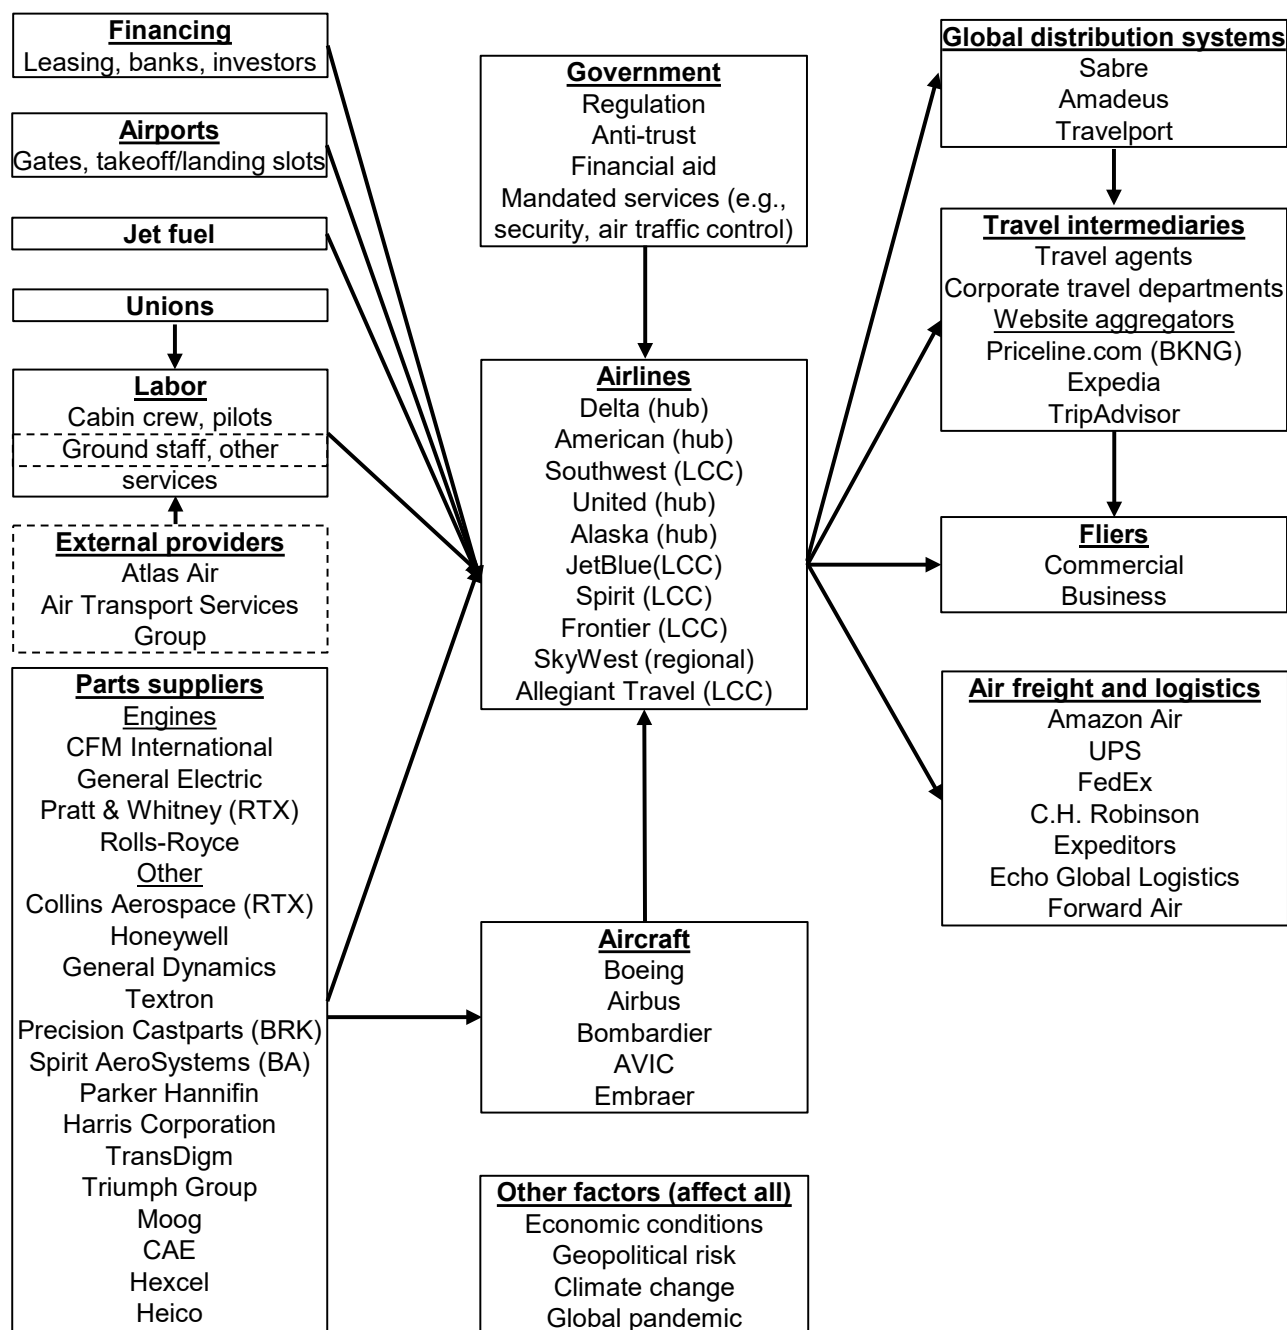 Financing
Leasing, banks, investors
Airports
Gates, takeoff/landing slots
Jet fuel
Unions
Labor
Cabin crew, pilots
Ground staff, other
services
External providers
Atlas Air
Air Transport Services
Group
Parts suppliers
Engines
CFM International
General Electric
Pratt & Whitney (RTX)
Rolls-Royce
Other
Collins Aerospace (RTX)
Honeywell
General Dynamics
Textron
Precision Castparts (BRK)
Spirit AeroSystems (BA)
Parker Hannifin
Harris Corporation
TransDigm
Triumph Group
Moog
CAE
Hexcel
Heico
Government
Regulation
Anti-trust
Financial aid
Mandated services (e.g.,
security, air traffic control)
Airlines
Delta (hub)
American (hub)
Southwest (LCC)
United (hub)
Alaska (hub)
JetBlue(LCC)
Spirit (LCC)
Frontier (LCC)
SkyWest (regional)
Allegiant Travel (LCC)
Aircraft
Boeing
Airbus
Bombardier
AVIC
Embraer
Other factors (affect all)
Economic conditions
Geopolitical risk
Climate change
Global pandemic
Global distribution systems
Sabre
Amadeus
Travelport
Travel intermediaries
Travel agents
Corporate travel departments
Website aggregators
Priceline.com (BKNG)
Expedia
TripAdvisor
Fliers
Commercial
Business
Air freight and logistics
Amazon Air
UPS
FedEx
C.H. Robinson
Expeditors
Echo Global Logistics
Forward Air